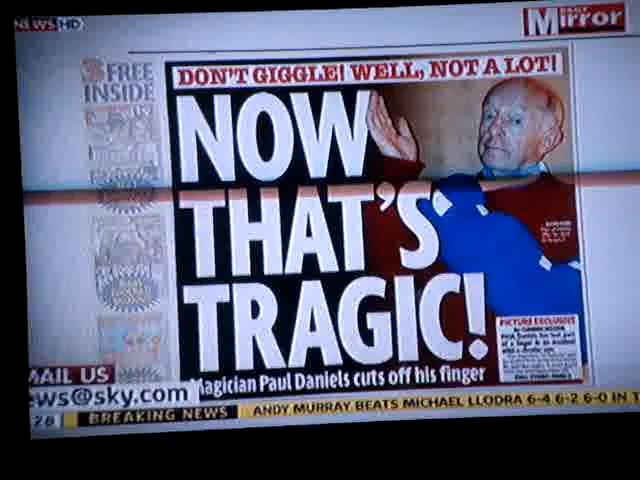 NEWS HD
DAILY
Mirror
FREE
INSIDE
DON'T GIGGLE! WELL, NOT A LOT!
NOW
THAT'S
TRAGIC!
Magician Paul Daniels cuts off his finger
PICTURE EXCLUSIVE
MAIL US
ews@sky.com
BREAKING NEWS
ANDY MURRAY BEATS MICHAEL LLODRA 6-4 6-2 6-0 IN T